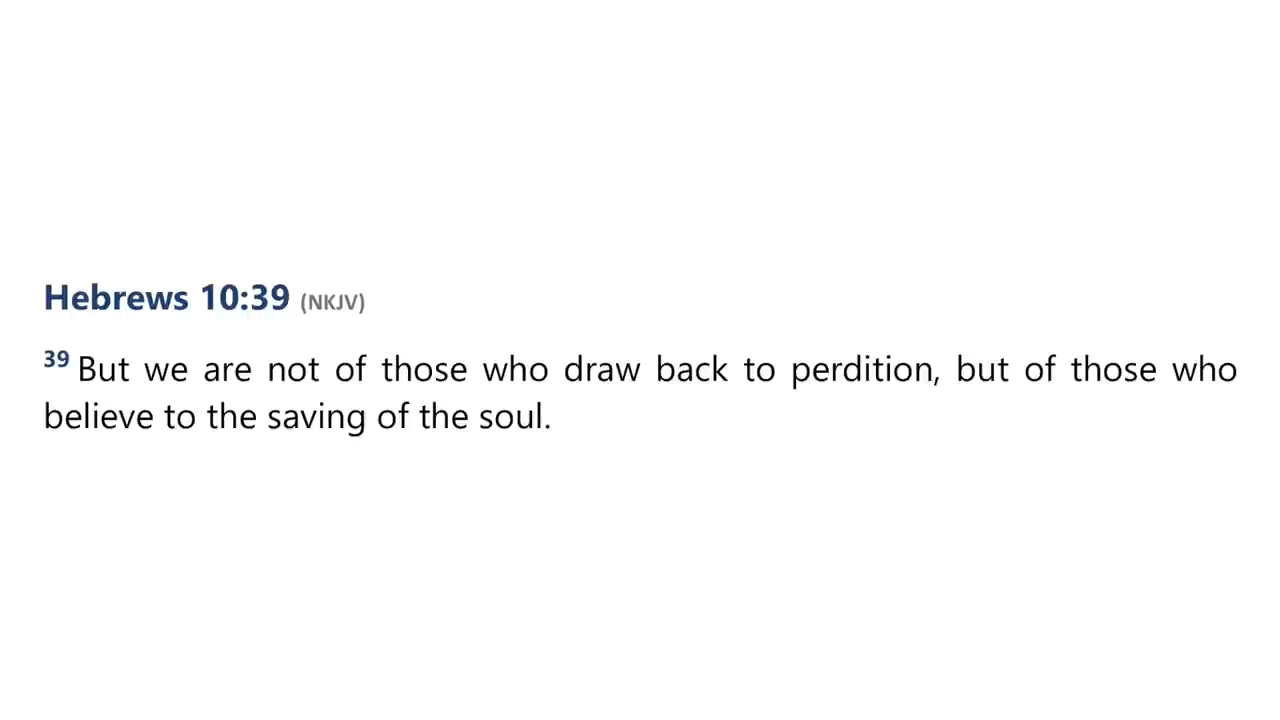 Hebrews 10:39 (NKJV)
39 But we are not of those who draw back to perdition, but of those who
believe to the saving of the soul.